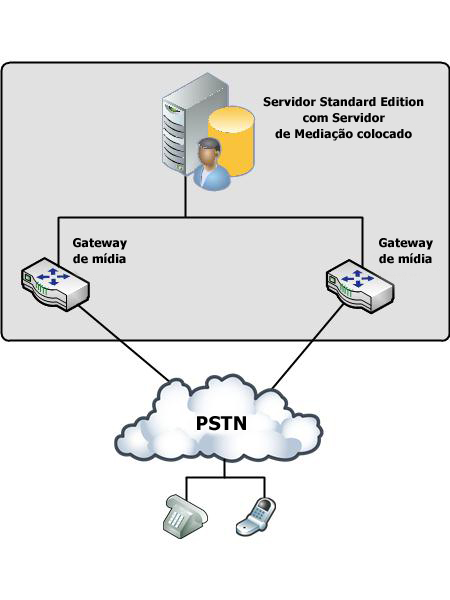 Servidor Standard Edition
com Servidor
de Mediação colocado
Gateway
de mídia
Gateway
de mídia
PSTN